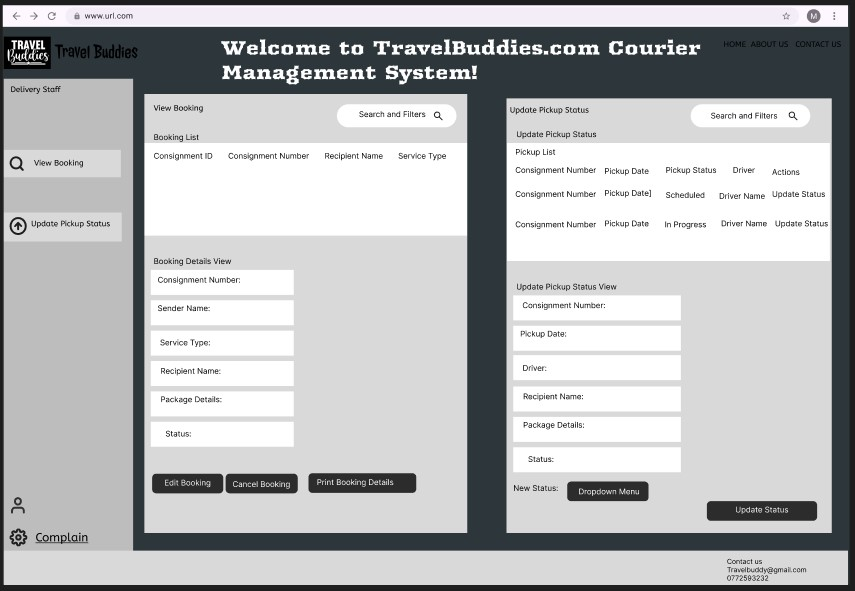 www.url.com
M
TRAVEL
Buddies
Travel Buddies
Welcome to TravelBuddies.com Courier
Management System!
HOME ABOUT US CONTACT US
Delivery Staff
View Booking
Update Pickup Status
Complain
View Booking
Search and Filters
Booking List
Consignment ID Consignment Number Recipient Name Service Type
Booking Details View
Consignment Number:
Sender Name:
Service Type:
Recipient Name:
Package Details:
Status:
Edit Booking Cancel Booking Print Booking Details
Update Pickup Status
Search and Filters
Update Pickup Status
Pickup List
Consignment Number Pickup Date Pickup Status Driver Actions
Consignment Number Pickup Date] Scheduled Driver Name Update Status
Consignment Number Pickup Date In Progress Driver Name Update Status
Update Pickup Status View
Consignment Number:
Pickup Date:
Driver:
Recipient Name:
Package Details:
Status:
New Status: Dropdown Menu
Update Status
Contact us
Travelbuddy@gmail.com
0772593232